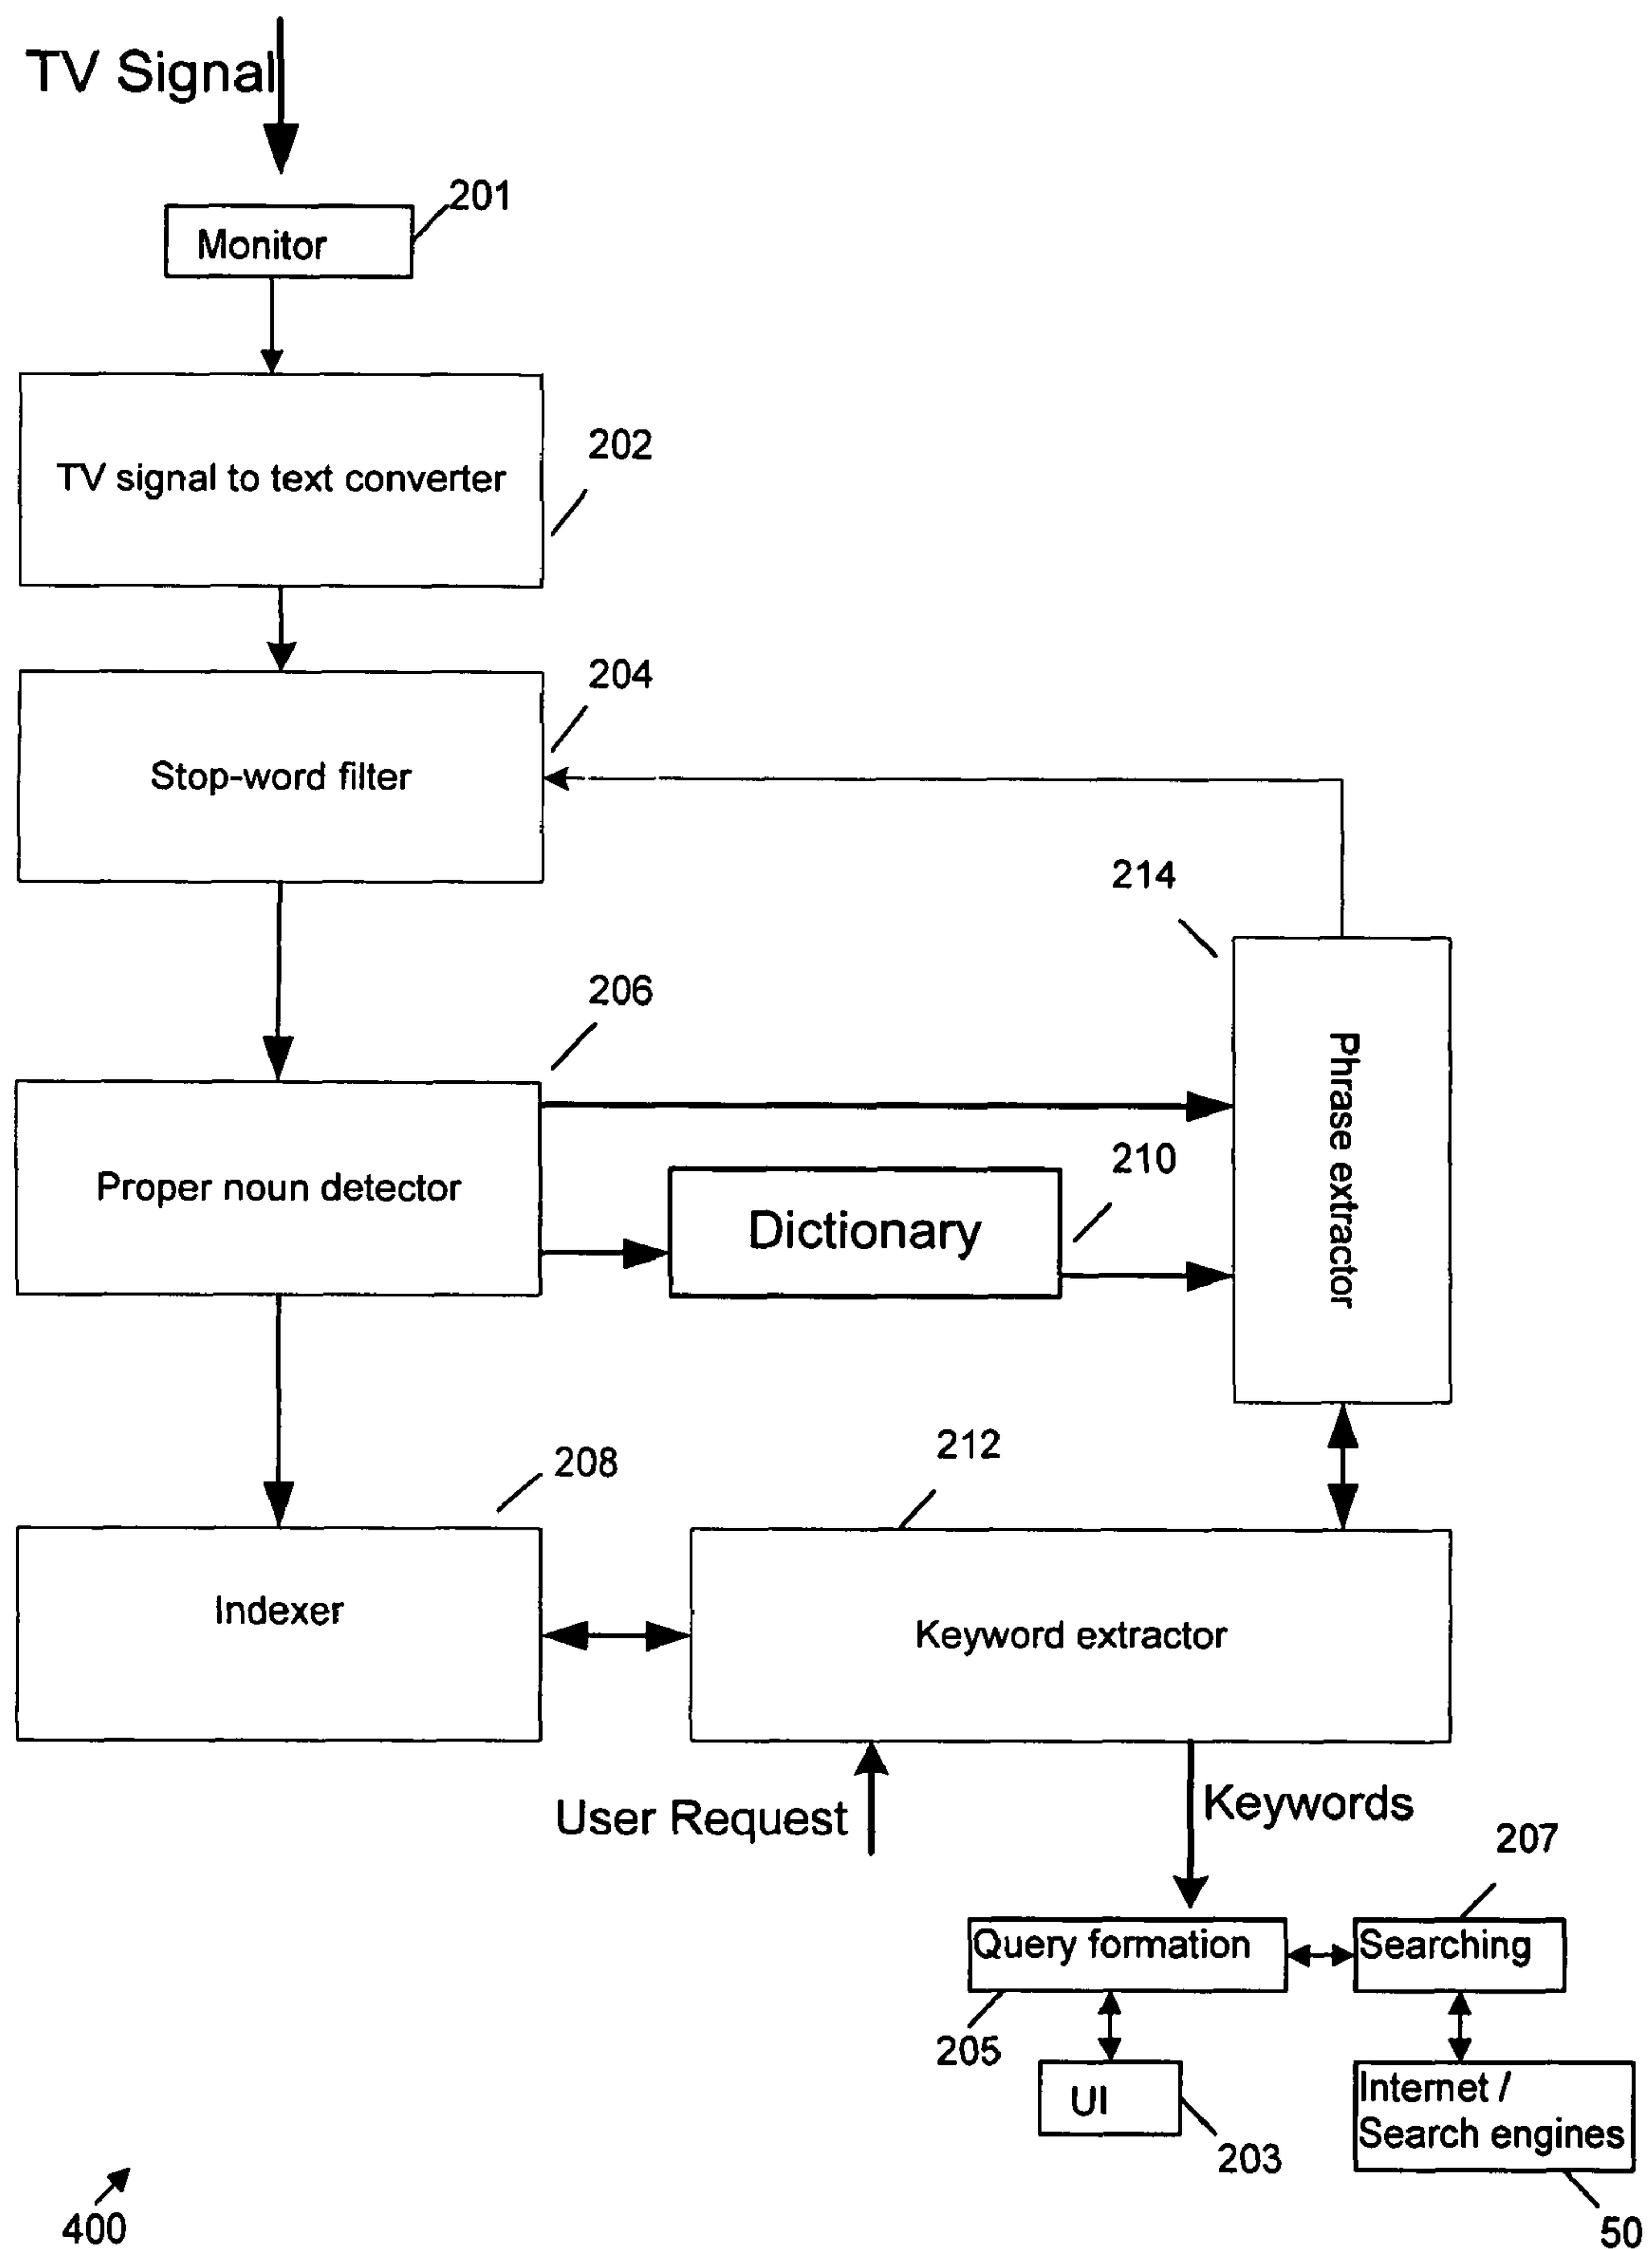 TV Signal
201
Monitor
202
TV signal to text converter
204
Stop-word filter
214
206
Phrase extractor
210
Proper noun detector
Dictionary
212
208
Indexer
Keyword extractor
User Request
Keywords
207
Query formation
Searching
205
UI
Internet /
Search engines
203
400
50